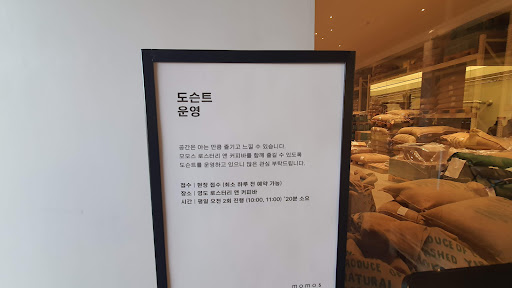 도슨트
운영
공간은 아는 만큼 즐기고 느낄 수 있습니다.
모모스 로스터리 앤 커피바를 함께 즐길 수 있도록
도슨트를 운영하고 있으니 많은 관심 부탁드립니다.
접수 | 현장 접수 (최소 하루 전 예약 가능)
장소 | 영도 로스터리 앤 커피바
시간 | 평일 오전 2회 진행 (10:00, 11:00) *20분 소요
momos
NATURAL